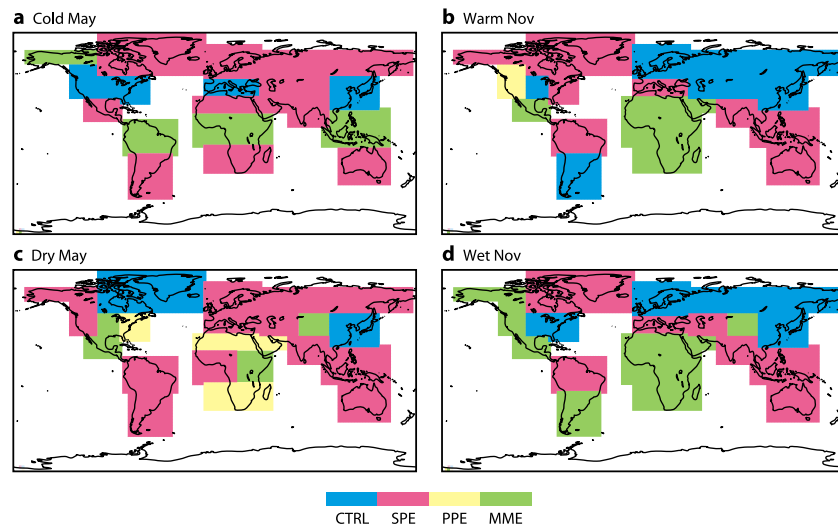 a Cold May
b Warm Nov
c Dry May
d Wet Nov
CTRL SPE PPE MME